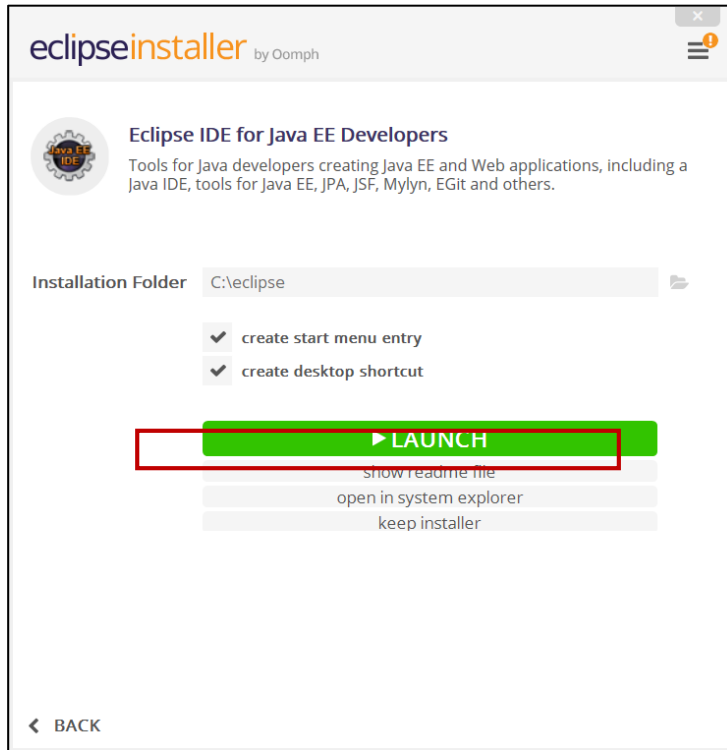 eclipseinstaller by Oomph
Java EE
IDE
Eclipse IDE for Java EE Developers
Tools for Java developers creating Java EE and Web applications, including a
Java IDE, tools for Java EE, JPA, JSF, Mylyn, EGit and others.
Installation Folder C:\eclipse
create start menu entry
create desktop shortcut
LAUNCH
show readme file
open in system explorer
keep installer
BACK